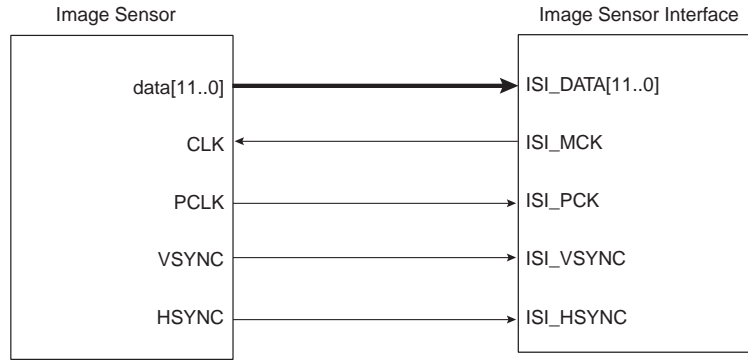 Image Sensor
Image Sensor Interface
data[11..0]
ISI_DATA[11..0]
CLK
ISI_MCK
PCLK
ISI_PCK
VSYNC
ISI_VSYNC
HSYNC
ISI_HSYNC